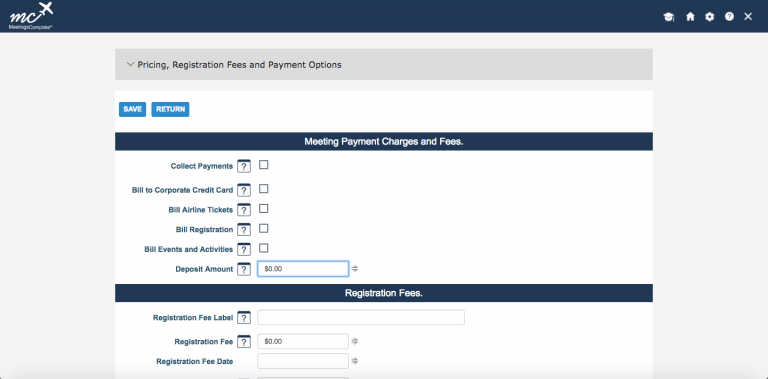 mc
MeetingsComplete
Pricing, Registration Fees and Payment Options
SAVE RETURN
Meeting Payment Charges and Fees.
Collect Payments ?
Bill to Corporate Credit Card ?
Bill Airline Tickets ?
Bill Registration ?
Bill Events and Activities ?
Deposit Amount ? $0.00
Registration Fees.
Registration Fee Label ?
Registration Fee ? $0.00
Registration Fee Date